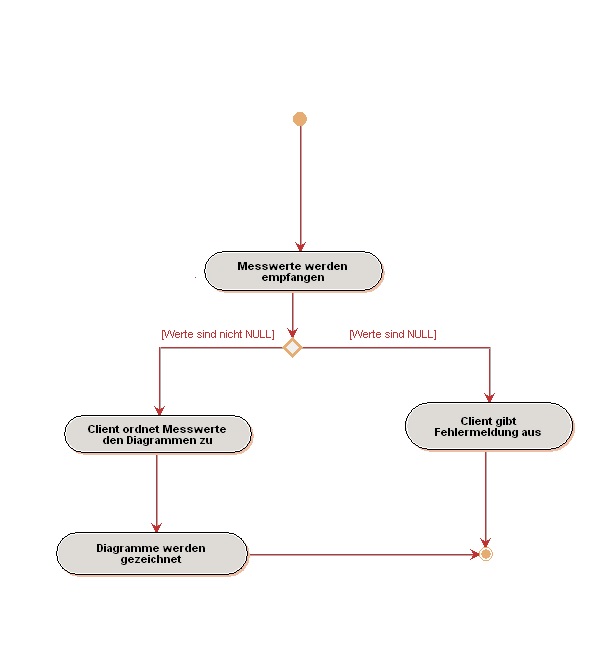 Messwerte werden
empfangen
[Werte sind nicht NULL]
[Werte sind NULL]
Client ordnet Messwerte
den Diagrammen zu
Client gibt
Fehlermeldung aus
Diagramme werden
gezeichnet